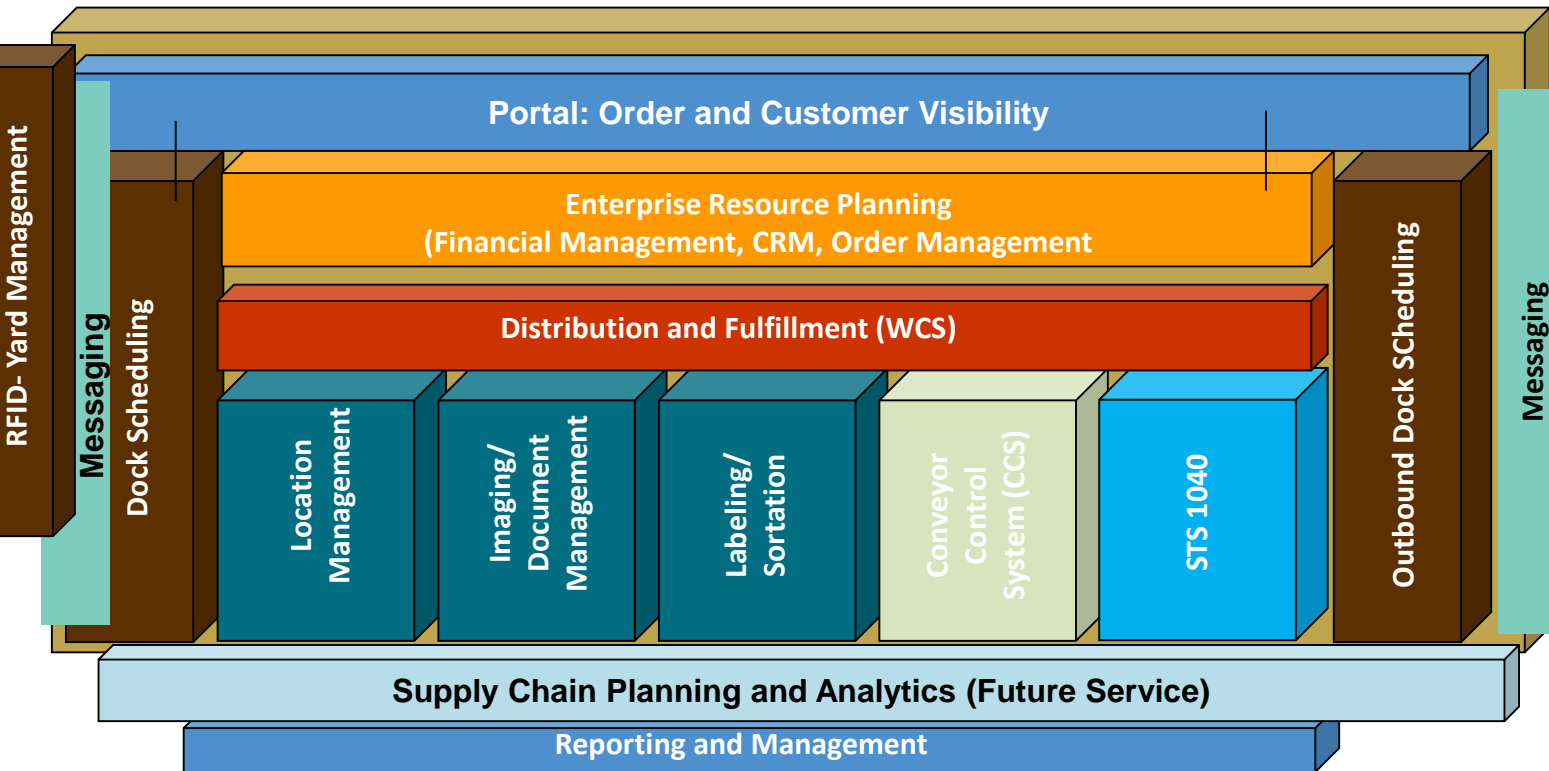 Portal: Order and Customer Visibility
RFID- Yard Management
Messaging
Dock Scheduling
Enterprise Resource Planning
(Financial Management, CRM, Order Management
Distribution and Fulfillment (WCS)
Location
Management
Imaging/
Document
Management
Labeling/
Sortation
Conveyor
Control
System (CCS)
STS 1040
Outbound Dock SCheduling
Messaging
Supply Chain Planning and Analytics (Future Service)
Reporting and Management